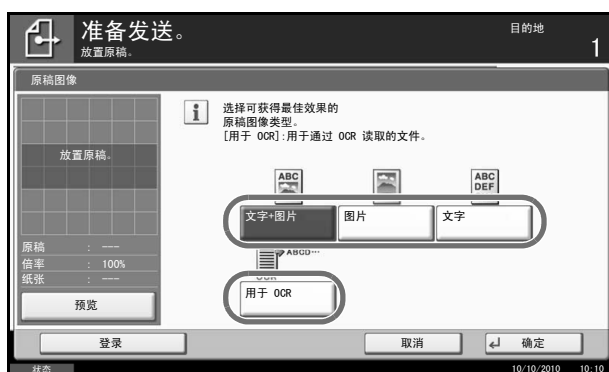 准备发送。
放置原稿。
目的地
1
原稿图像
放置原稿。
选择可获得最佳效果的
原稿图像类型。
[用于 OCR]:用于通过 OCR 读取的文件。
ABC
ABC
DEF
文字+图片
图片
文字
ABCD...
OCR
用于 OCR
原稿 : ---
倍率 : 100%
纸张 : ---
预览
登录
取消
确定
状态
10/10/2010 10:10